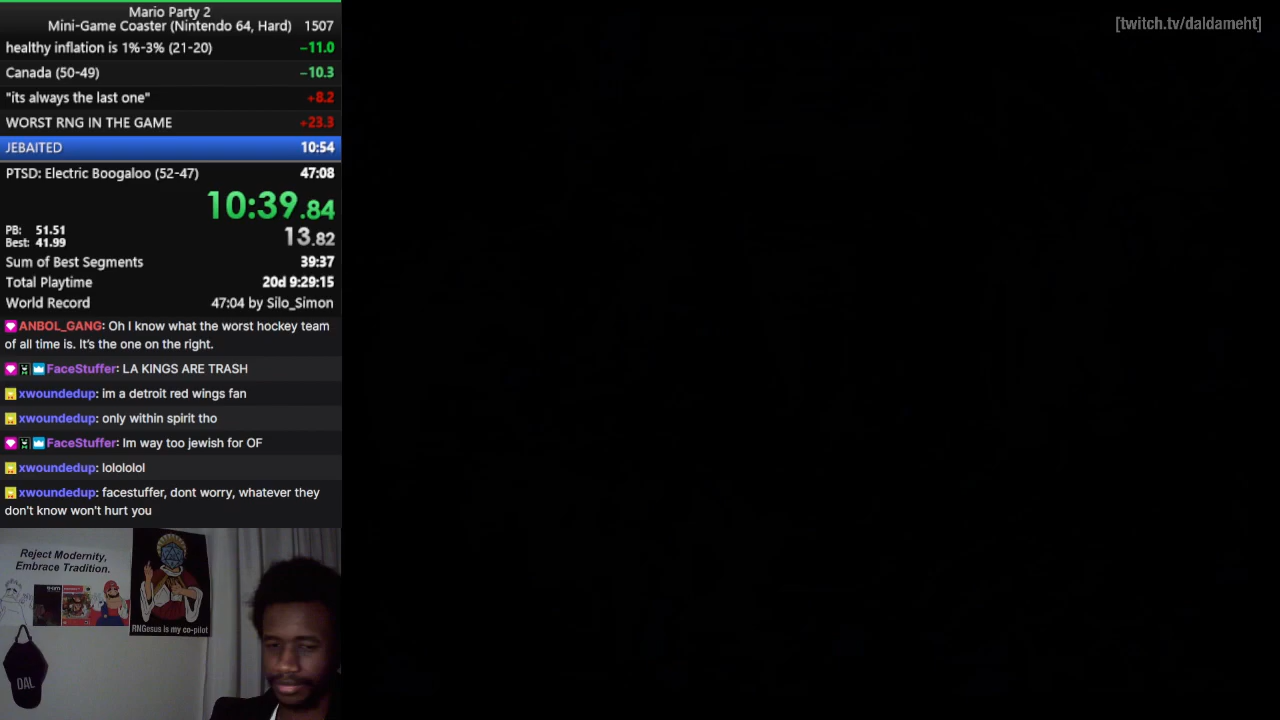 Mario Party 2
Mini-Game Coaster (Nintendo 64, Hard) 1507
healthy inflation is 1%-3% (21-20) −11.0
Canada (50-49) −10.3
"its always the last one" +8.2
WORST RNG IN THE GAME +23.3
JEBAITED 10:54
PTSD: Electric Boogaloo (52-47) 47:08
10:39.84
PB: 51.51
Best: 41.99
13.82
Sum of Best Segments 39:37
Total Playtime 20d 9:29:15
World Record 47:04 by Silo_Simon
ANBOL_GANG: Oh I know what the worst hockey team
of all time is. It's the one on the right.
FaceStuffer: LA KINGS ARE TRASH
xwoundedup: im a detroit red wings fan
xwoundedup: only within spirit tho
FaceStuffer: Im way too jewish for OF
xwoundedup: lolololol
xwoundedup: facestuffer, dont worry, whatever they
don't know won't hurt you
Reject Modernity,
Embrace Tradition.
RNGesus is my co-pilot
DAL
[twitch.tv/daldameht]